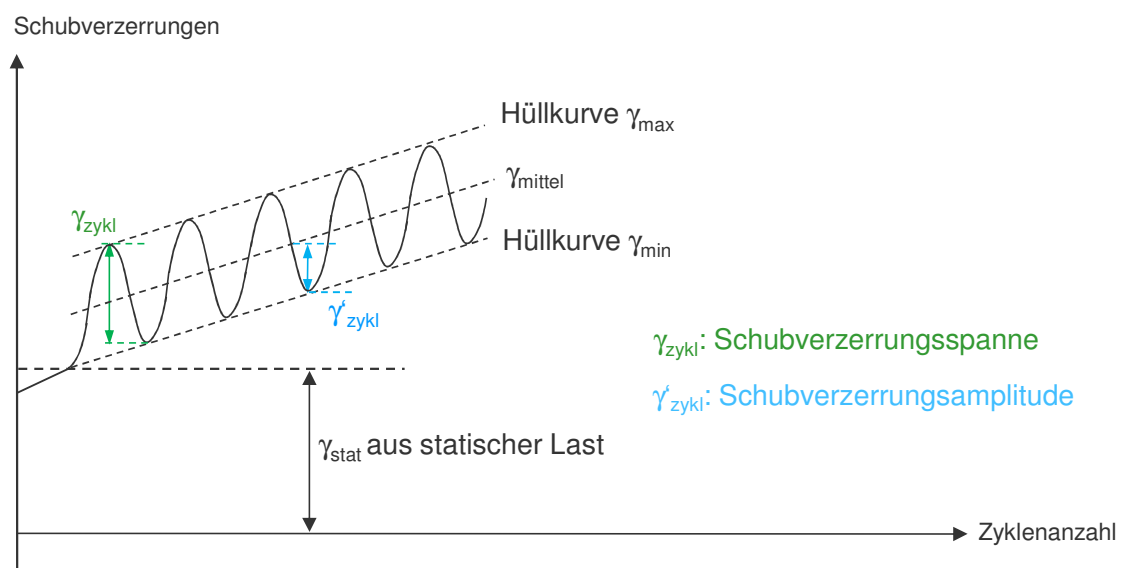 Schubverzerrungen
Hüllkurve γmax
γmittel
γzykl
Hüllkurve γmin
γ‘zykl
γzykl: Schubverzerrungsspanne
γ‘zykl: Schubverzerrungsamplitude
γstat aus statischer Last
Zyklenanzahl